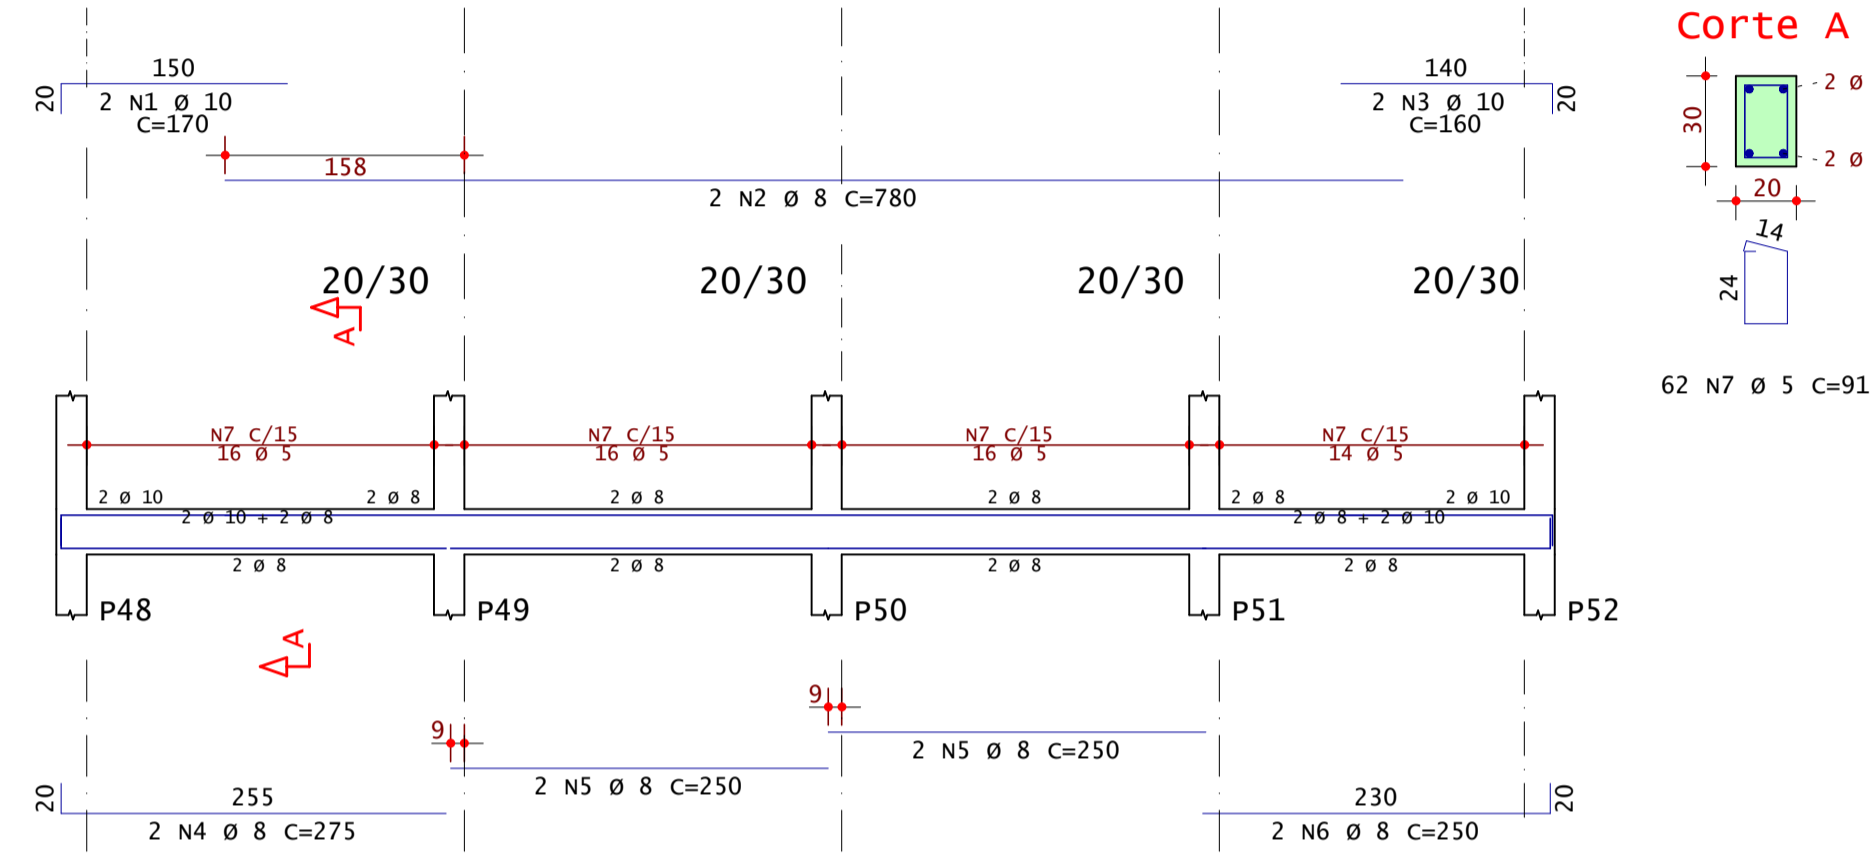 Corte A
150
20
2 N1 Ø 10
C=170
140
20
2 N3 Ø 10
C=160
158
2 N2 Ø 8 C=780
2 Ø
30
2 Ø
20
14
24
62 N7 Ø 5 C=91
20/30
20/30
20/30
20/30
A
N7 C/15
16 Ø 5
N7 C/15
16 Ø 5
N7 C/15
16 Ø 5
N7 C/15
14 Ø 5
2 Ø 10
2 Ø 8
2 Ø 8
2 Ø 8
2 Ø 8
2 Ø 10
2 Ø 10 + 2 Ø 8
2 Ø 8 + 2 Ø 10
2 Ø 8
2 Ø 8
2 Ø 8
2 Ø 8
P48
P49
P50
P51
P52
A
9
9
2 N5 Ø 8 C=250
2 N5 Ø 8 C=250
20
255
2 N4 Ø 8 C=275
230
20
2 N6 Ø 8 C=250